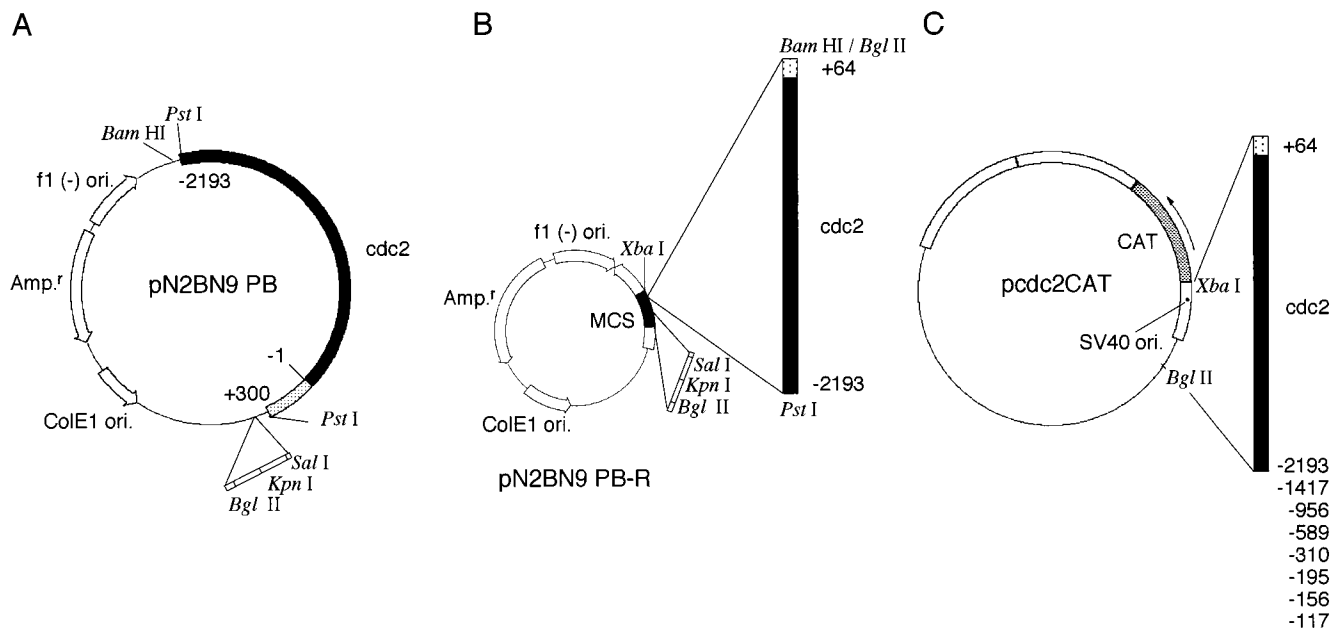 A
Pst I
Bam HI
-2193
f1 (-) ori.
cdc2
Amp.r
pN2BN9 PB
-1
+300
ColE1 ori.
Pst I
Sal I
Kpn I
Bgl II
B
Bam HI / Bgl II
+64
cdc2
f1 (-) ori.
Xba I
Amp.r
MCS
Sal I
Kpn I
Bgl II
-2193
Pst I
ColE1 ori.
pN2BN9 PB-R
C
+64
CAT
pcdc2CAT
Xba I
cdc2
SV40 ori.
Bgl II
-2193
-1417
-956
-589
-310
-195
-156
-117